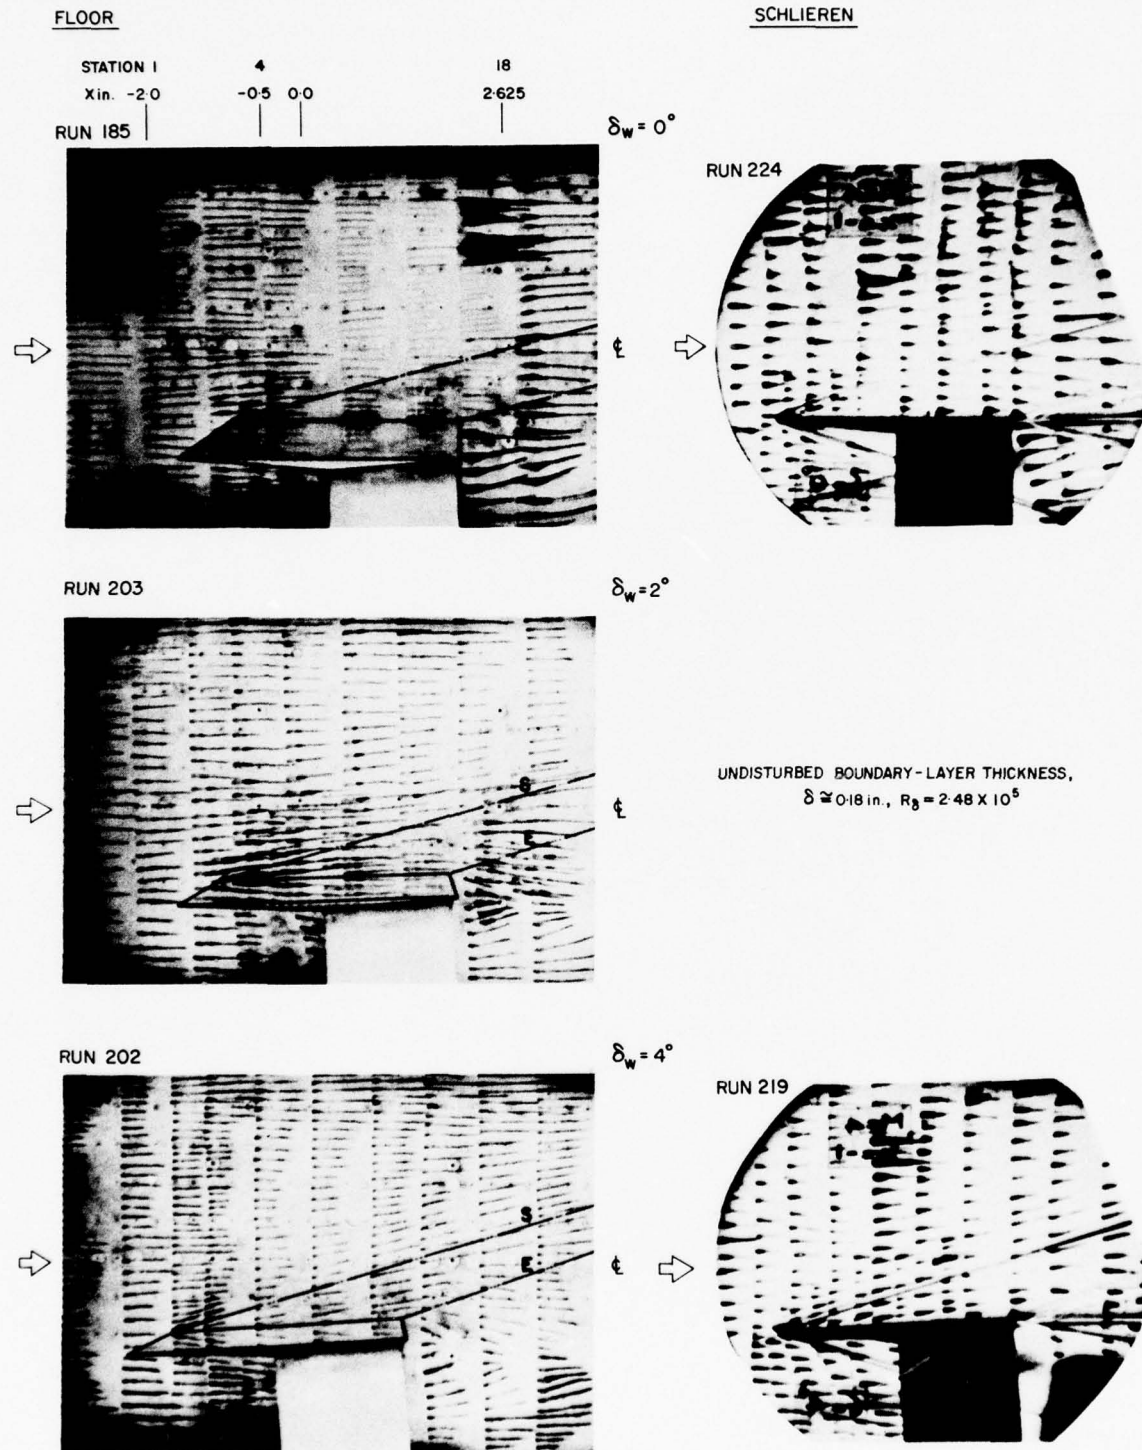 FLOOR
SCHLIEREN
STATION 1 4 18
X in. -2·0 -0·5 0·0 2·625
RUN 185
δw = 0°
RUN 224
℄
RUN 203
δw = 2°
S
E
℄
UNDISTURBED BOUNDARY-LAYER THICKNESS,
δ ≅ 0·18 in., Rδ = 2·48 X 10⁵
RUN 202
δw = 4°
RUN 219
S
E
℄